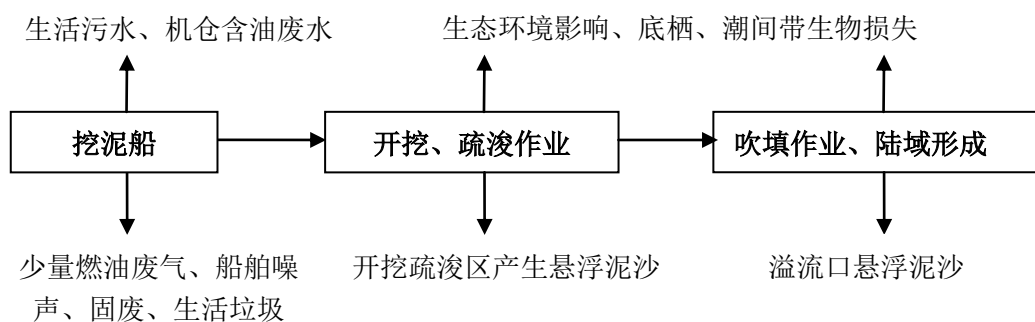 生活污水、机仓含油废水
生态环境影响、底栖、潮间带生物损失
挖泥船
开挖、疏浚作业
吹填作业、陆域形成
少量燃油废气、船舶噪
声、固废、生活垃圾
开挖疏浚区产生悬浮泥沙
溢流口悬浮泥沙